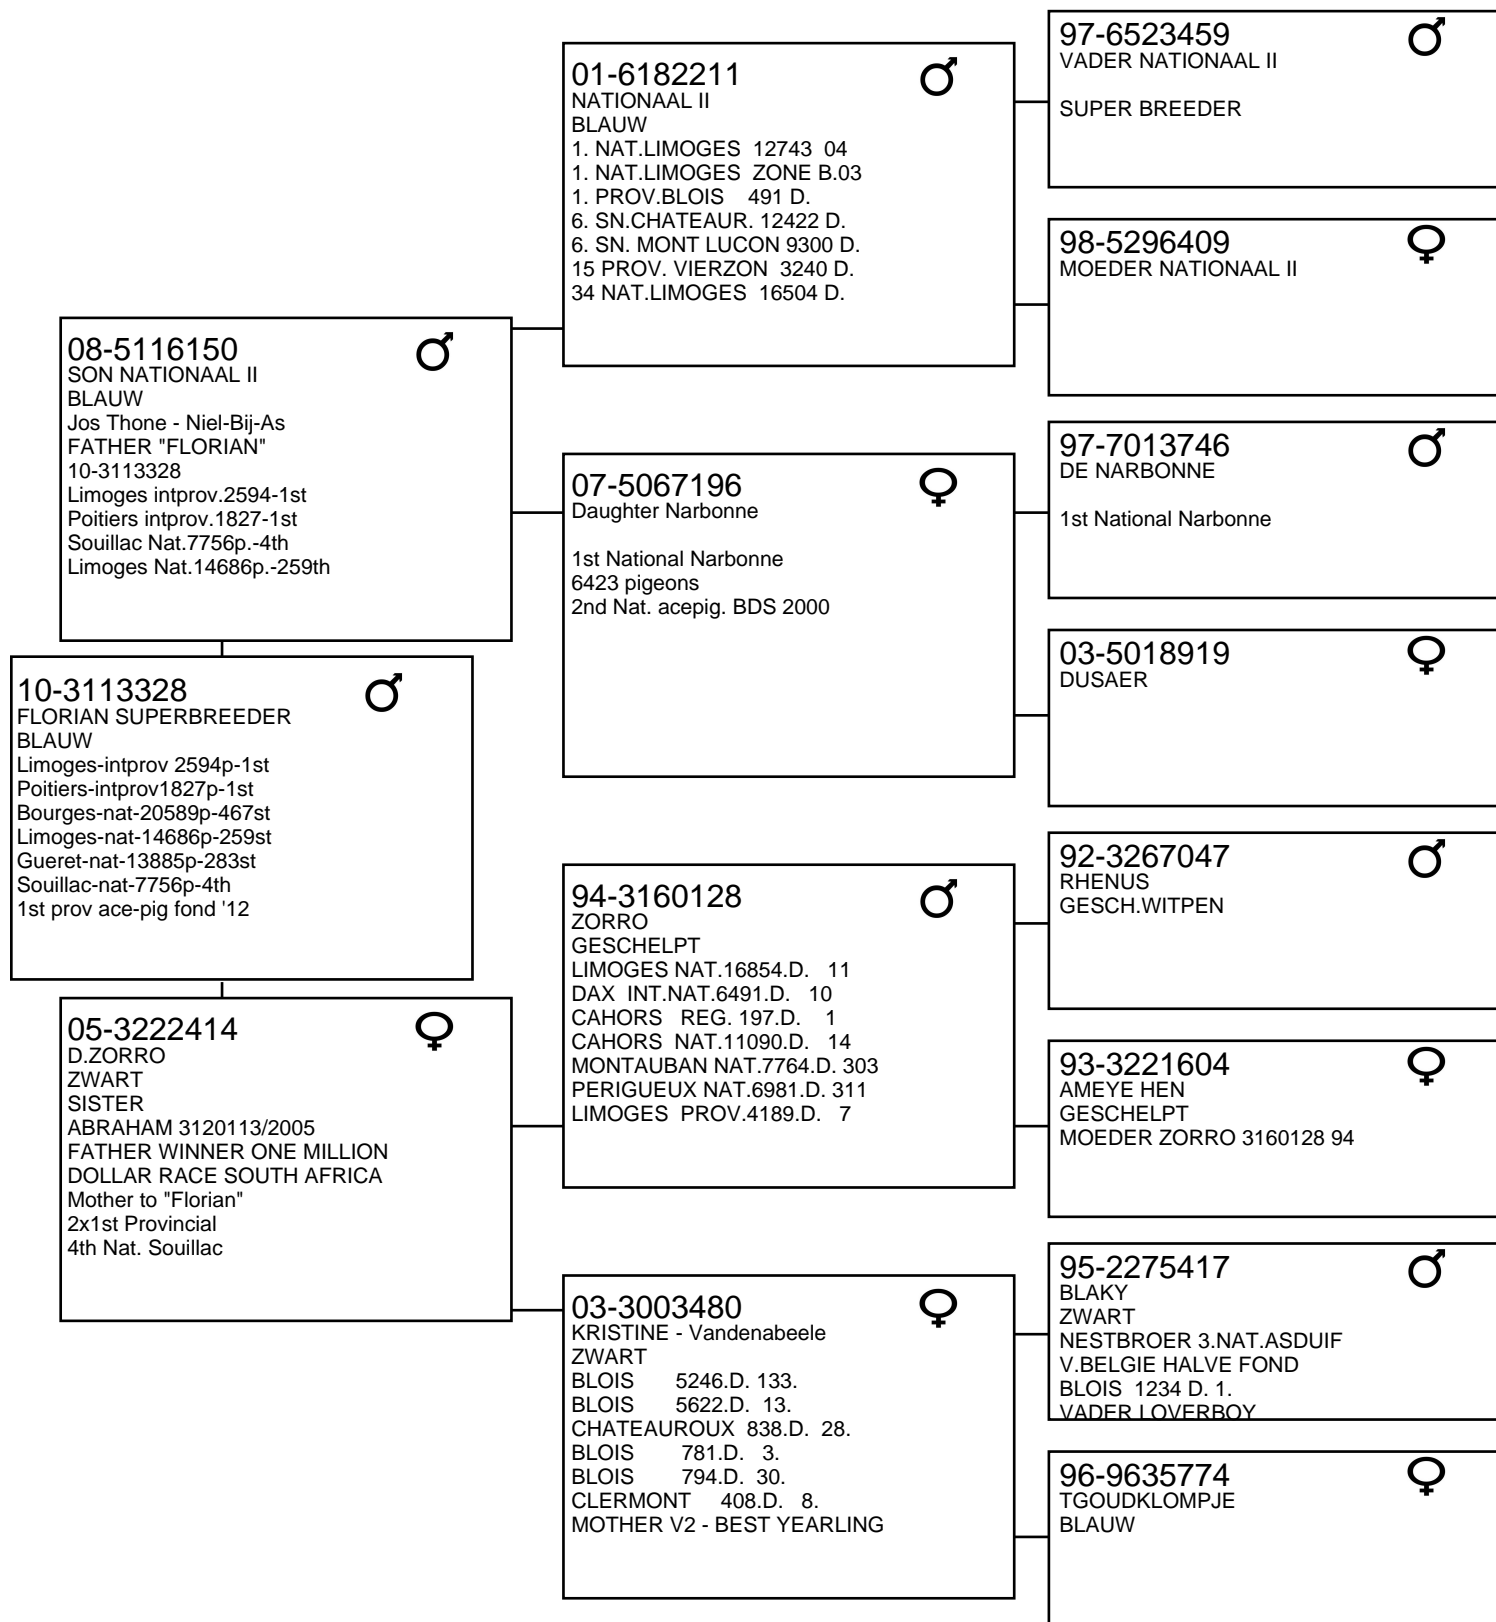 01-6182211
NATIONAAL II
BLAUW
1. NAT.LIMOGES 12743 04
1. NAT.LIMOGES ZONE B.03
1. PROV.BLOIS 491 D.
6. SN.CHATEAUR. 12422 D.
6. SN. MONT LUCON 9300 D.
15 PROV. VIERZON 3240 D.
34 NAT.LIMOGES 16504 D.
97-6523459
VADER NATIONAAL II
SUPER BREEDER
98-5296409
MOEDER NATIONAAL II
08-5116150
SON NATIONAAL II
BLAUW
Jos Thone - Niel-Bij-As
FATHER "FLORIAN"
10-3113328
Limoges intprov.2594-1st
Poitiers intprov.1827-1st
Souillac Nat.7756p.-4th
Limoges Nat.14686p.-259th
07-5067196
Daughter Narbonne
1st National Narbonne
6423 pigeons
2nd Nat. acepig. BDS 2000
97-7013746
DE NARBONNE
1st National Narbonne
03-5018919
DUSAER
10-3113328
FLORIAN SUPERBREEDER
BLAUW
Limoges-intprov 2594p-1st
Poitiers-intprov1827p-1st
Bourges-nat-20589p-467st
Limoges-nat-14686p-259st
Gueret-nat-13885p-283st
Souillac-nat-7756p-4th
1st prov ace-pig fond '12
94-3160128
ZORRO
GESCHELPT
LIMOGES NAT.16854.D. 11
DAX INT.NAT.6491.D. 10
CAHORS REG. 197.D. 1
CAHORS NAT.11090.D. 14
MONTAUBAN NAT.7764.D. 303
PERIGUEUX NAT.6981.D. 311
LIMOGES PROV.4189.D. 7
92-3267047
RHENUS
GESCH.WITPEN
93-3221604
AMEYE HEN
GESCHELPT
MOEDER ZORRO 3160128 94
05-3222414
D.ZORRO
ZWART
SISTER
ABRAHAM 3120113/2005
FATHER WINNER ONE MILLION
DOLLAR RACE SOUTH AFRICA
Mother to "Florian"
2x1st Provincial
4th Nat. Souillac
03-3003480
KRISTINE - Vandenabeele
ZWART
BLOIS 5246.D. 133.
BLOIS 5622.D. 13.
CHATEAUROUX 838.D. 28.
BLOIS 781.D. 3.
BLOIS 794.D. 30.
CLERMONT 408.D. 8.
MOTHER V2 - BEST YEARLING
95-2275417
BLAKY
ZWART
NESTBROER 3.NAT.ASDUIF
V.BELGIE HALVE FOND
BLOIS 1234 D. 1.
VADER LOVERBOY
96-9635774
TGOUDKLOMPJE
BLAUW